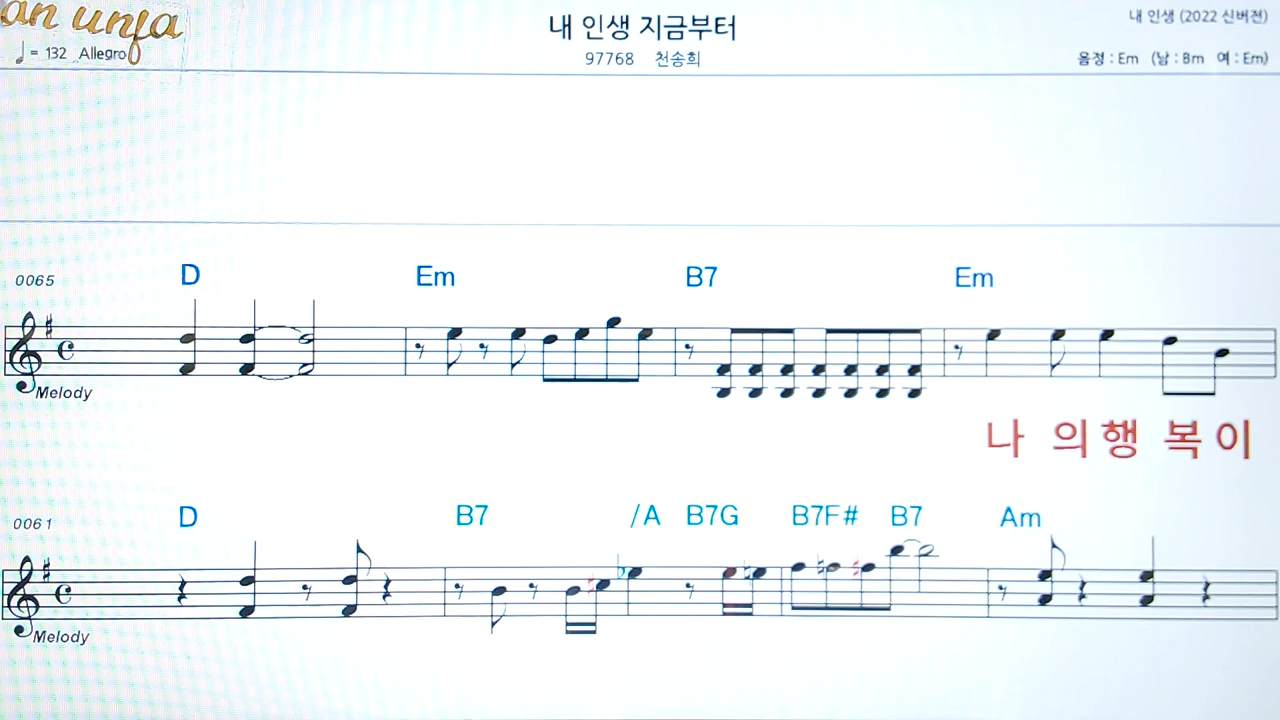 an unfa
♩= 132 Allegro
내 인생 지금부터
97768 천송희
내 인생 (2022 신버전)
음정 : Em (남 : Bm 여 : Em)
0065 D Em B7 Em
Melody
나 의 행 복 이
0061 D B7 /A B7G B7F# B7 Am
Melody